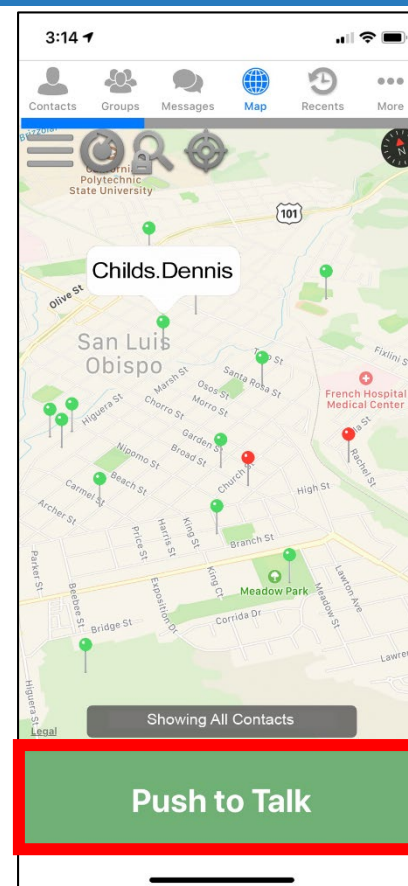 3:14
Contacts Groups Messages Map Recents More
Polytechnic
State University
101
Childs.Dennis
Olive St
San Luis
Obispo
Fixlini S
Santa Rosa St
Marsh St
Osos St
French Hospital
Medical Center
Chorro St
Morro St
Higuera St
Garden St
Broad St
Nipomo St
Church St
Rachel St
Beach St
Carmel St
High St
Archer St
Harris St
King St
Price St
Branch St
Parker St
Beebee St
Exposition Dr
King Ct
Meadow Park
Meadow St
Lawton Ave
Corrida Dr
Bridge St
Lawre
Higuera St
Showing All Contacts
Legal
Push to Talk